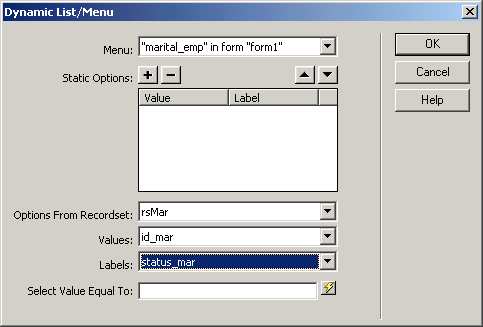 Dynamic List/Menu
Menu: "marital_emp" in form "form1"
OK
Static Options:
Cancel
Value Label
Help
Options From Recordset: rsMar
Values: id_mar
Labels: status_mar
Select Value Equal To: